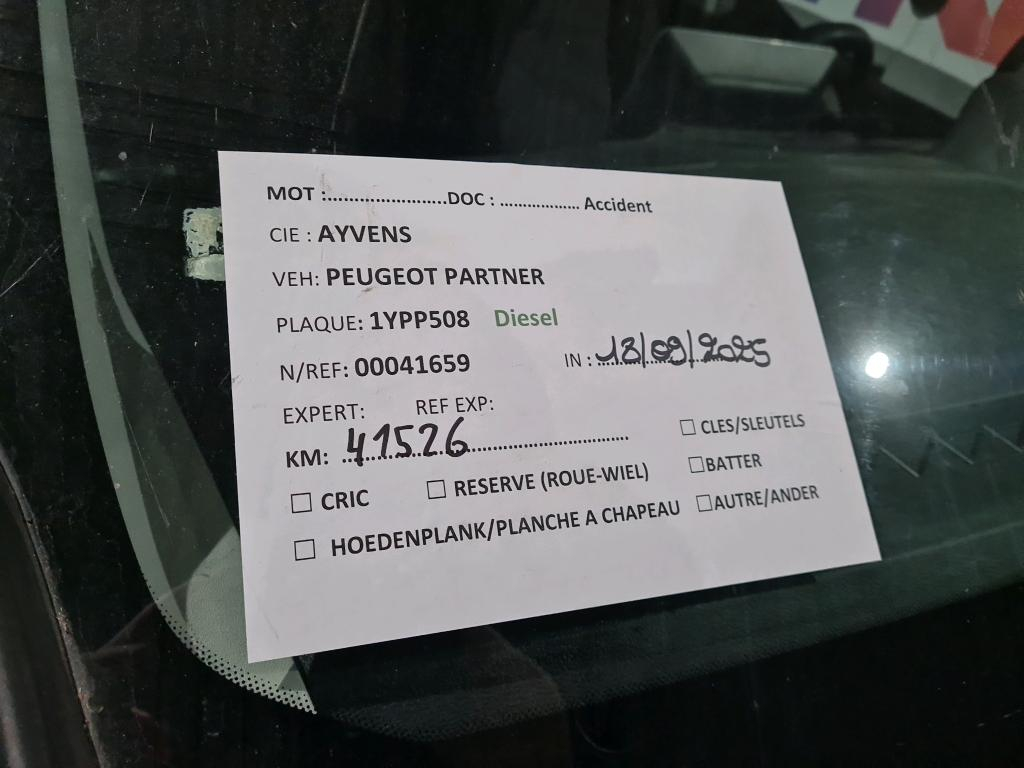 MOT :........................DOC : .................. Accident
CIE : AYVENS
VEH: PEUGEOT PARTNER
PLAQUE: 1YPP508 Diesel
N/REF: 00041659 IN : 18/09/2025
EXPERT: REF EXP:
KM: 41526
☐ CLES/SLEUTELS
☐ CRIC ☐ RESERVE (ROUE-WIEL) ☐BATTER
☐ HOEDENPLANK/PLANCHE A CHAPEAU ☐AUTRE/ANDER